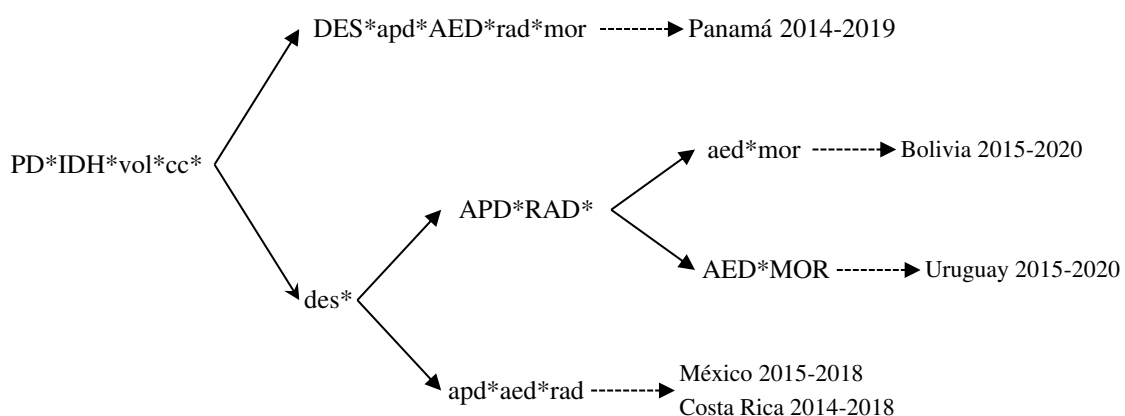 DES*apd*AED*rad*mor
Panamá 2014-2019
PD*IDH*vol*cc*
aed*mor
Bolivia 2015-2020
APD*RAD*
AED*MOR
Uruguay 2015-2020
des*
apd*aed*rad
México 2015-2018
Costa Rica 2014-2018